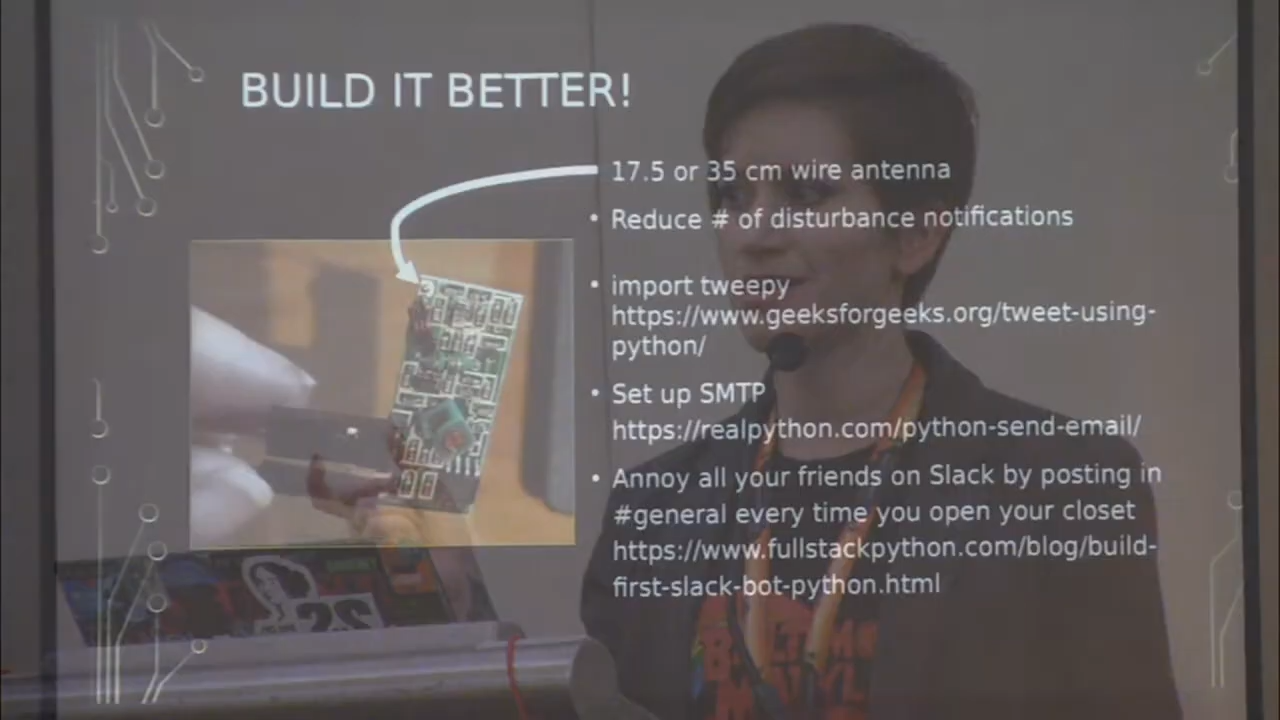 BUILD IT BETTER!
17.5 or 35 cm wire antenna
• Reduce # of disturbance notifications
• import tweepy
https://www.geeksforgeeks.org/tweet-using-
python/
• Set up SMTP
https://realpython.com/python-send-email/
• Annoy all your friends on Slack by posting in
#general every time you open your closet
https://www.fullstackpython.com/blog/build-
first-slack-bot-python.html